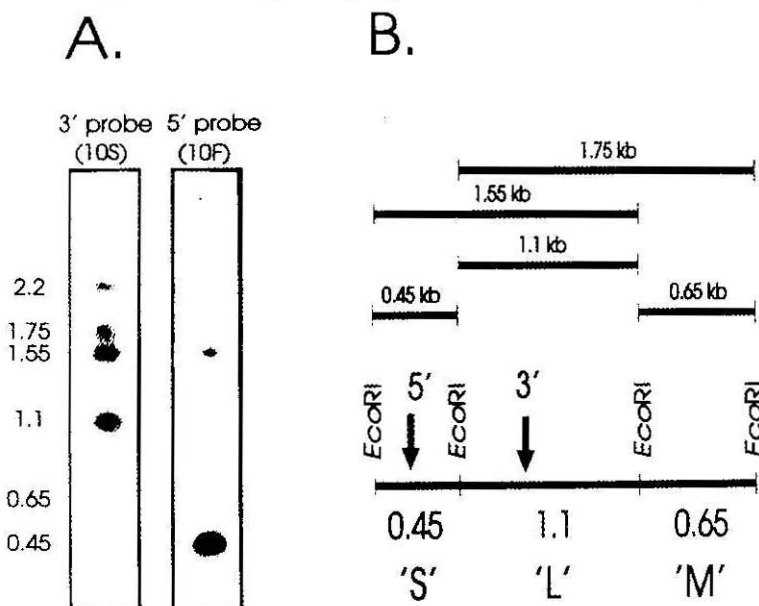 A.
B.
3' probe
(10S)
5' probe
(10F)
2.2
1.75
1.55
1.1
0.65
0.45
1.75 kb
1.55 kb
1.1 kb
0.45 kb
0.65 kb
EcoRI
5'
EcoRI
3'
EcoRI
EcoRI
0.45
1.1
0.65
'S'
'L'
'M'